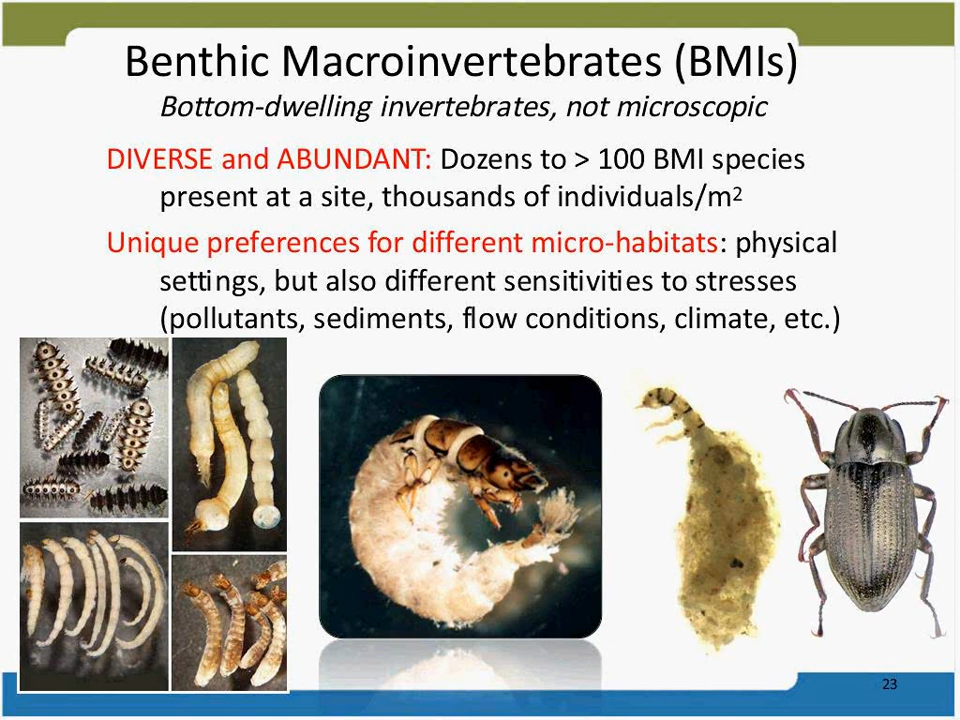 Benthic Macroinvertebrates (BMIs)
Bottom-dwelling invertebrates, not microscopic
DIVERSE and ABUNDANT: Dozens to > 100 BMI species
present at a site, thousands of individuals/m2
Unique preferences for different micro-habitats: physical
settings, but also different sensitivities to stresses
(pollutants, sediments, flow conditions, climate, etc.)
23